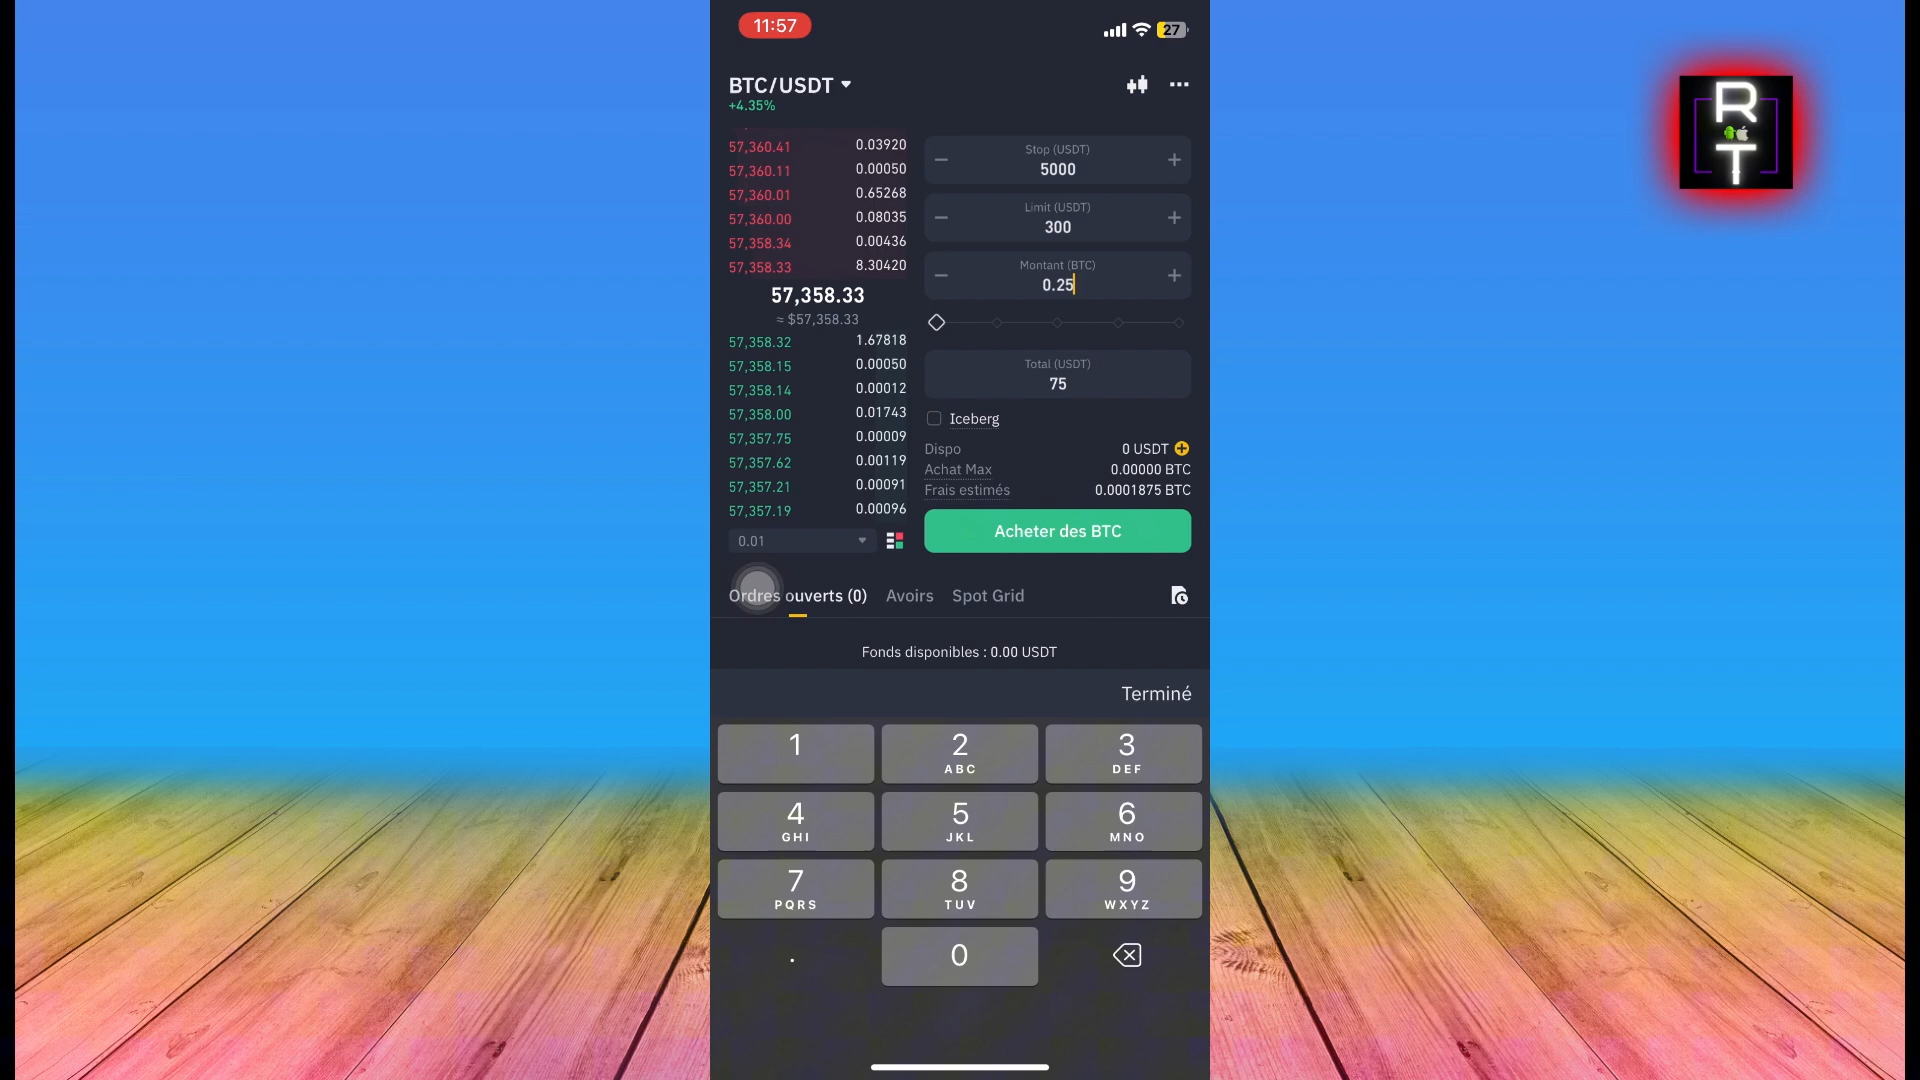 11:57
27
BTC/USDT
+4.35%
57,360.41 0.03920
57,360.11 0.00050
57,360.01 0.65268
57,360.00 0.08035
57,358.34 0.00436
57,358.33 8.30420
57,358.33
≈ $57,358.33
57,358.32 1.67818
57,358.15 0.00050
57,358.14 0.00012
57,358.00 0.01743
57,357.75 0.00009
57,357.62 0.00119
57,357.21 0.00091
57,357.19 0.00096
0.01
Stop (USDT)
5000
Limit (USDT)
300
Montant (BTC)
0.25
Total (USDT)
75
Iceberg
Dispo 0 USDT
Achat Max 0.00000 BTC
Frais estimés 0.0001875 BTC
Acheter des BTC
Ordres ouverts (0) Avoirs Spot Grid
Fonds disponibles : 0.00 USDT
Terminé
1 2 3
ABC DEF
4 5 6
GHI JKL MNO
7 8 9
PQRS TUV WXYZ
. 0
R
T